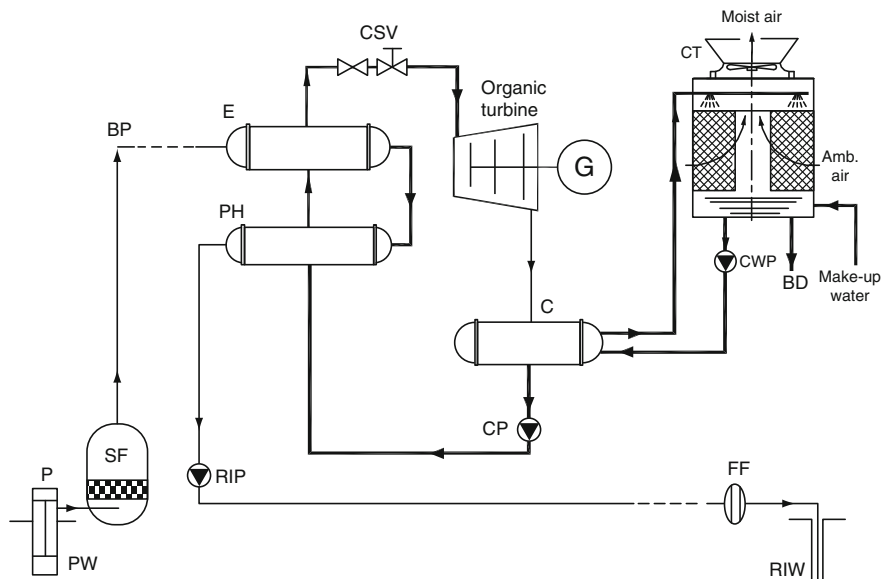 Moist air
CSV
CT
Organic
turbine
E
BP
G
Amb.
air
PH
CWP
BD
Make-up
water
C
CP
SF
P
RIP
FF
PW
RIW